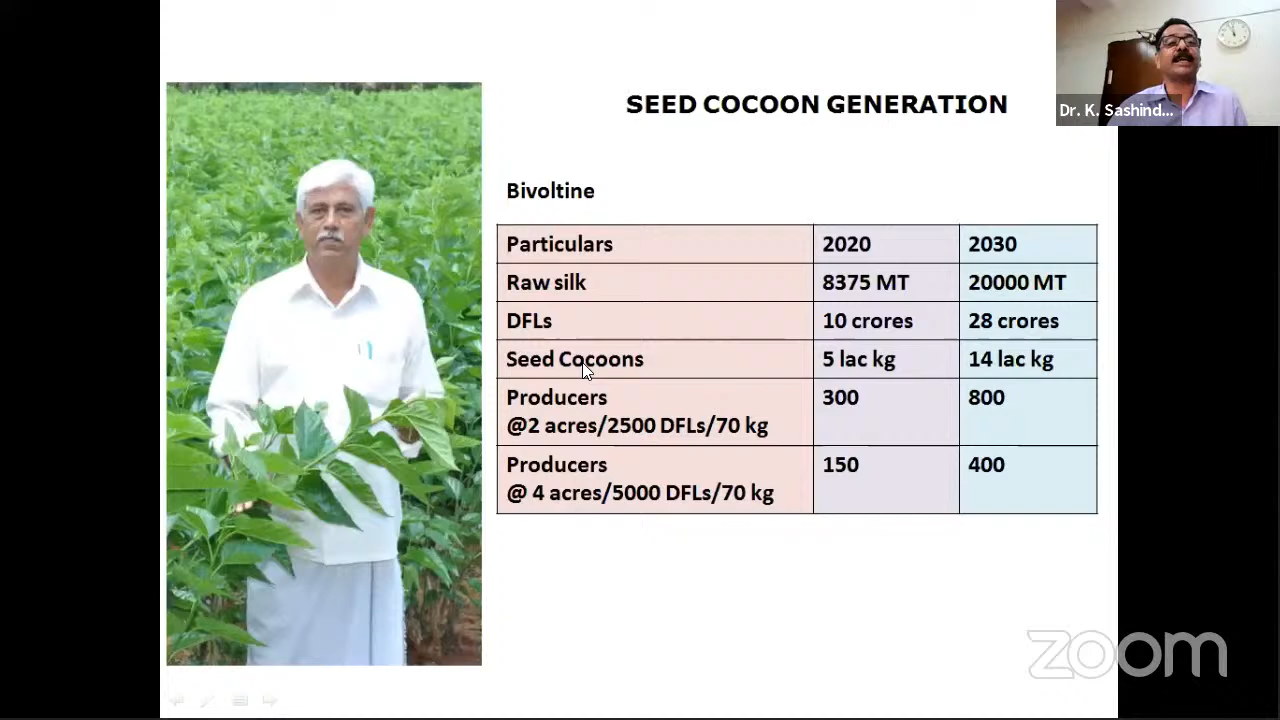 SEED COCOON GENERATION
Dr. K. Sashind...
Bivoltine
Particulars 2020 2030
Raw silk 8375 MT 20000 MT
DFLs 10 crores 28 crores
Seed Cocoons 5 lac kg 14 lac kg
Producers 300 800
@2 acres/2500 DFLs/70 kg
Producers 150 400
@ 4 acres/5000 DFLs/70 kg
zoom